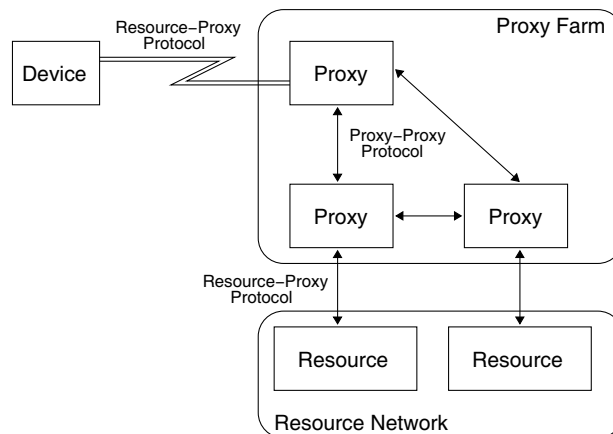 Resource−Proxy
Protocol
Proxy Farm
Device
Proxy
Proxy−Proxy
Protocol
Proxy
Proxy
Resource−Proxy
Protocol
Resource
Resource
Resource Network